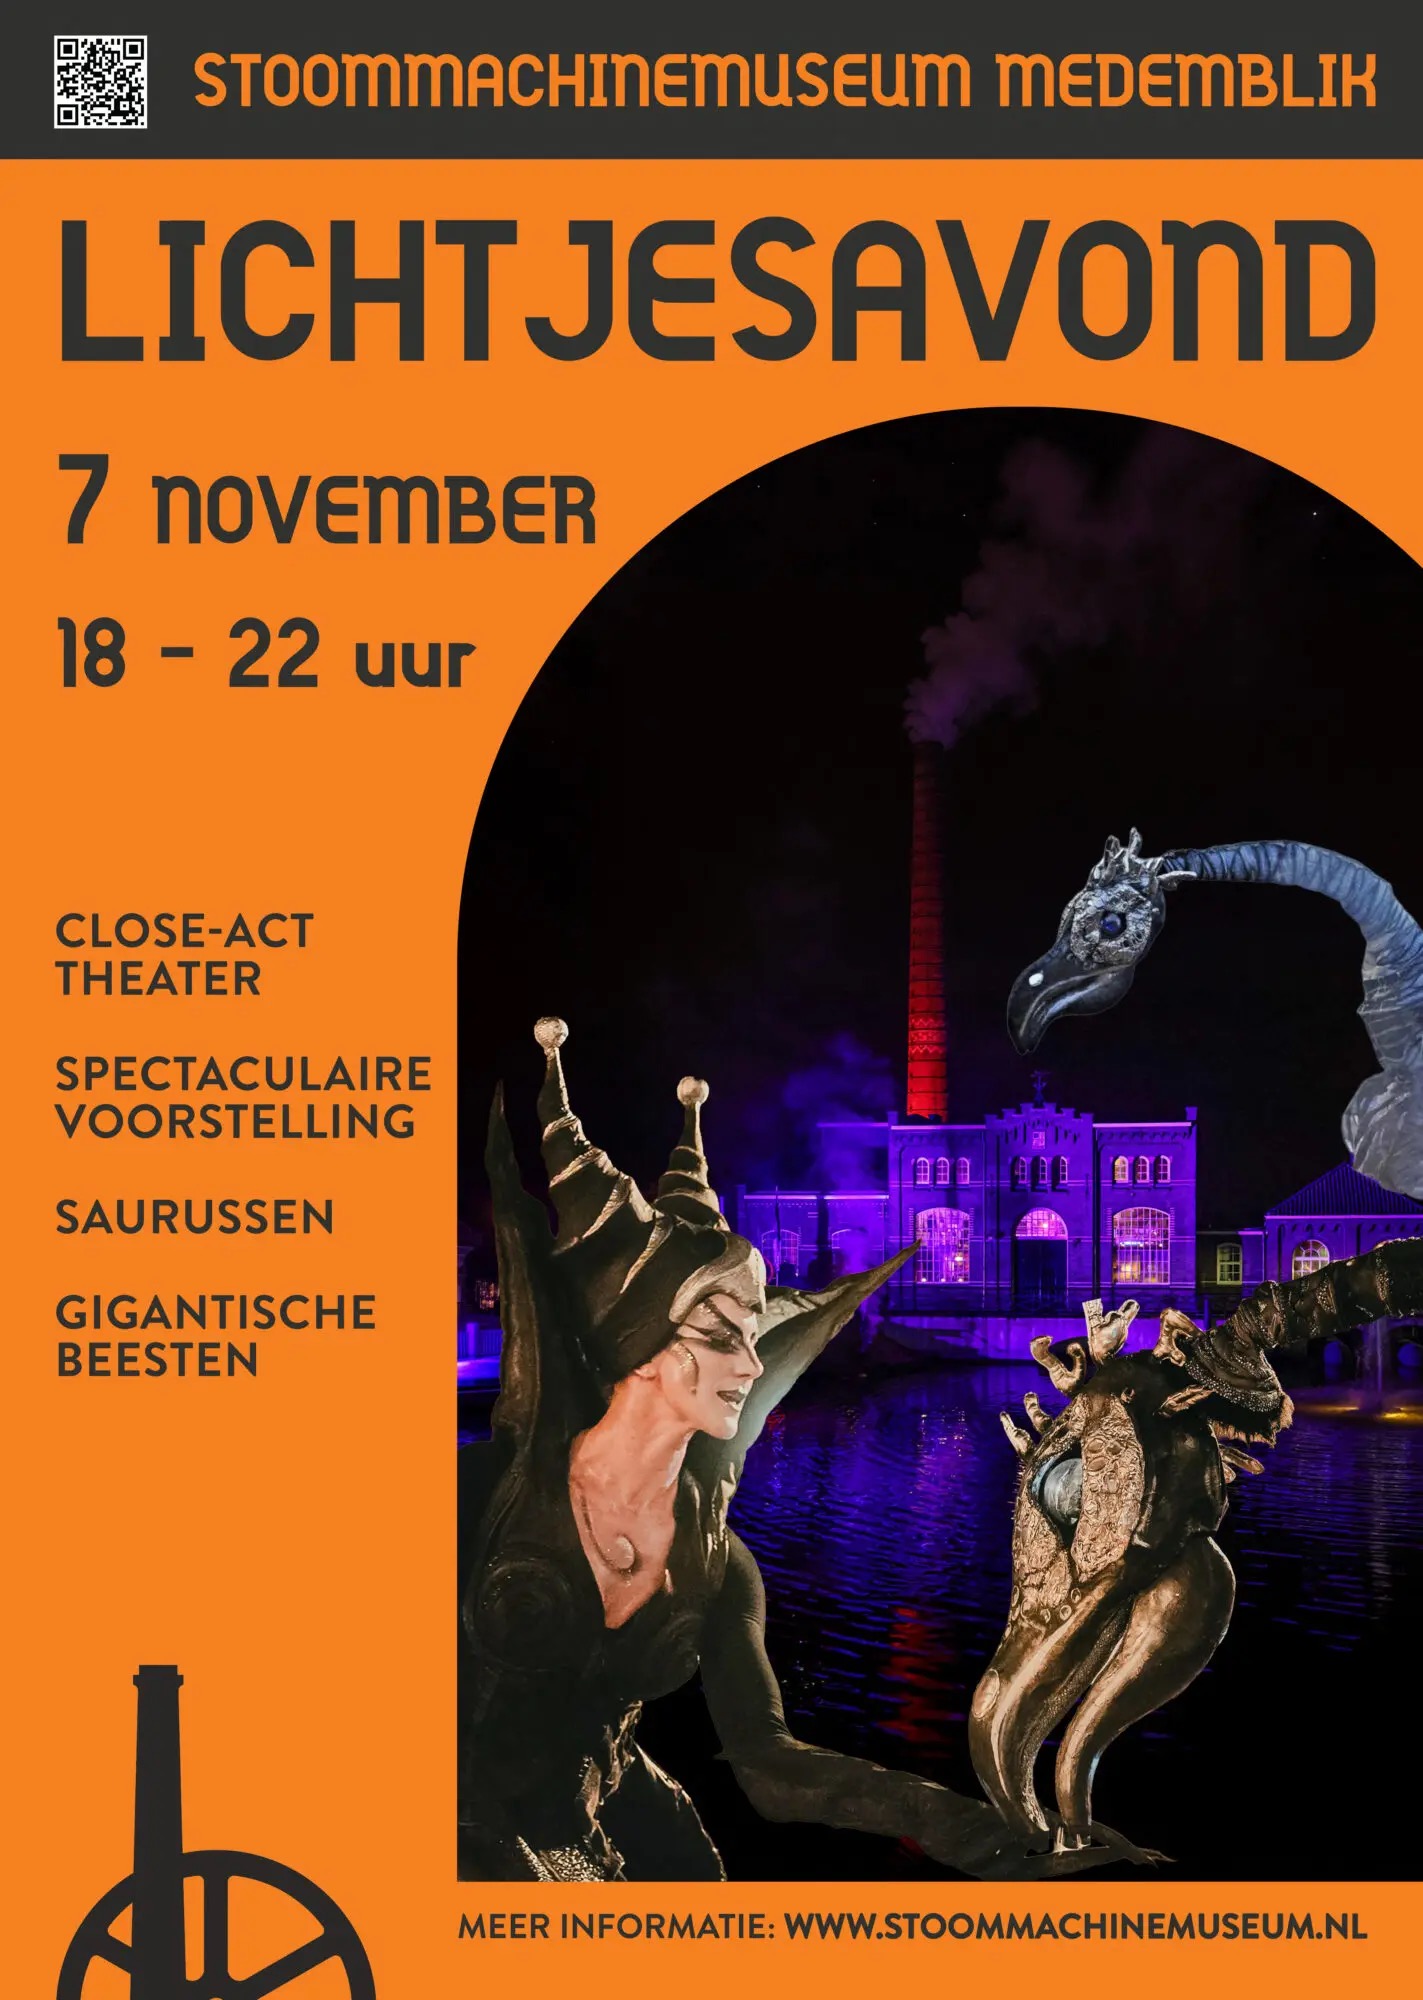 STOOMMACHINEMUSEUM MEDEMBLIK
LICHTJESAVOND
7 NOVEMBER
18 - 22 uur
CLOSE-ACT
THEATER
SPECTACULAIRE
VOORSTELLING
SAURUSSEN
GIGANTISCHE
BEESTEN
MEER INFORMATIE: WWW.STOOMMACHINEMUSEUM.NL